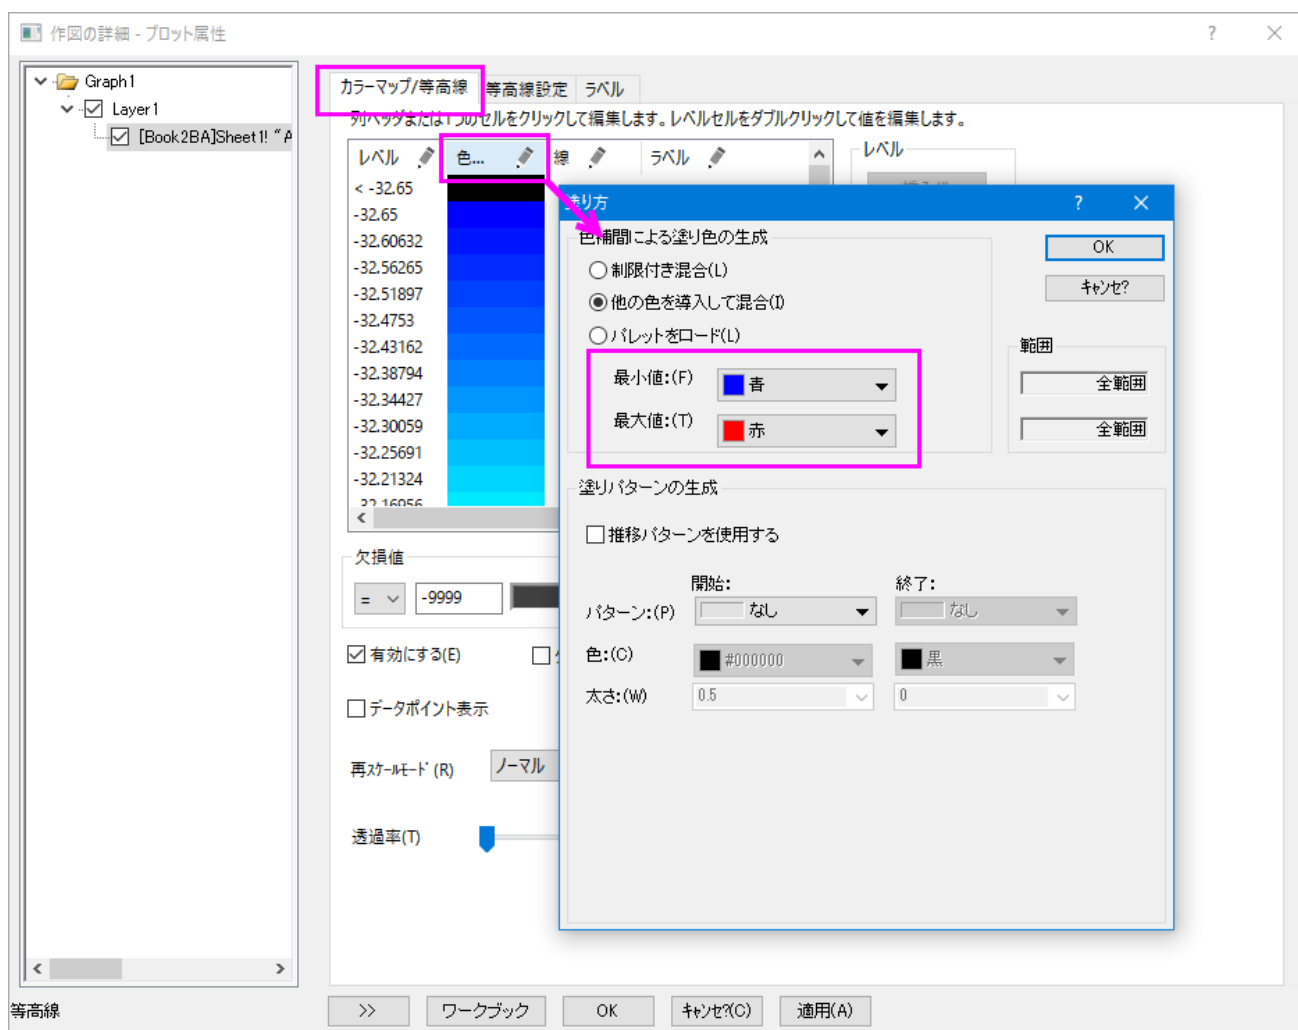 作図の詳細 - プロット属性
?
Graph1
Layer1
[Book2BA]Sheet1! "A
カラーマップ/等高線
等高線設定
ラベル
列ヘッダまたは1つのセルをクリックして編集します。レベルセルをダブルクリックして値を編集します。
レベル
色...
線
ラベル
レベル
< -32.65
-32.65
-32.60632
-32.56265
-32.51897
-32.4753
-32.43162
-32.38794
-32.34427
-32.30059
-32.25691
-32.21324
-32.16956
塗り方
?
色補間による塗り色の生成
制限付き混合(L)
他の色を導入して混合(I)
パレットをロード(L)
最小値:(F)
青
最大値:(T)
赤
OK
ｷｬﾝｾ?
範囲
全範囲
全範囲
塗りパターンの生成
推移パターンを使用する
開始:
終了:
パターン:(P)
なし
なし
色:(C)
#000000
黒
太さ:(W)
0.5
0
欠損値
=
-9999
有効にする(E)
データポイント表示
再ｽｹｰﾙﾓｰﾄﾞ(R)
ノーマル
透過率(T)
等高線
>>
ワークブック
OK
ｷｬﾝｾ?(C)
適用(A)